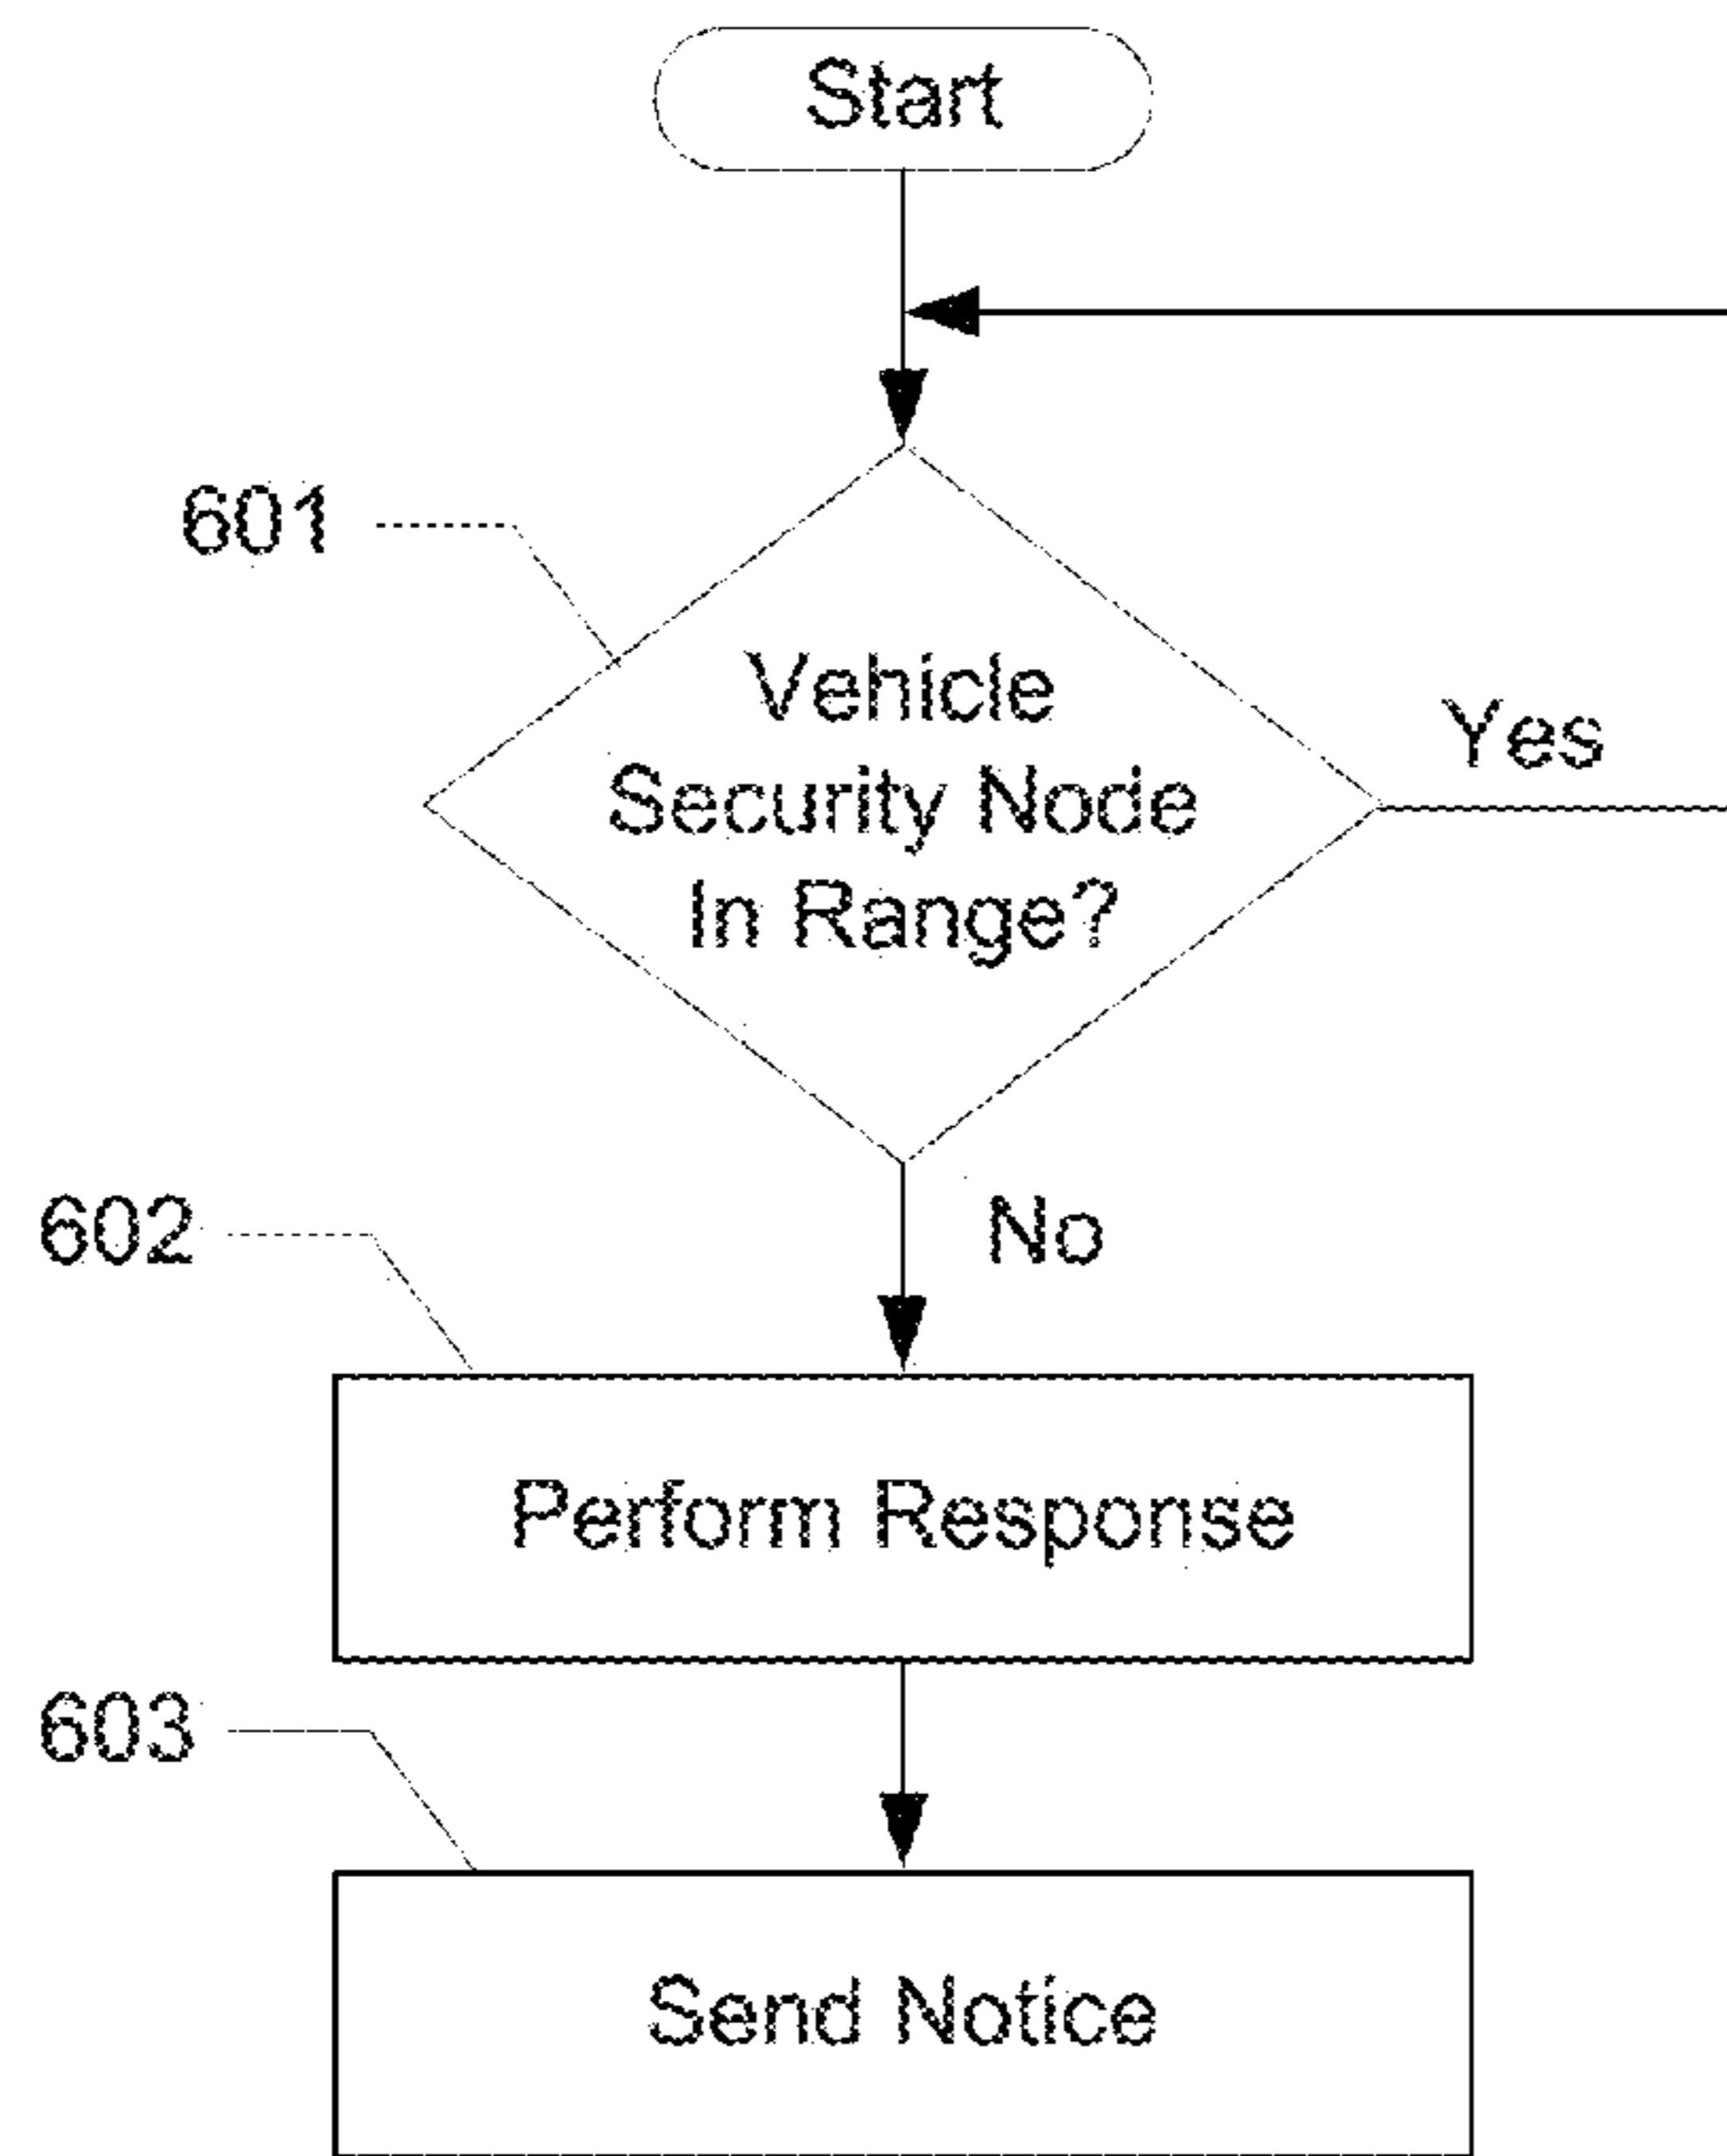 Start
601
Vehicle
Security Node
In Range?
Yes
602
No
Perform Response
603
Send Notice